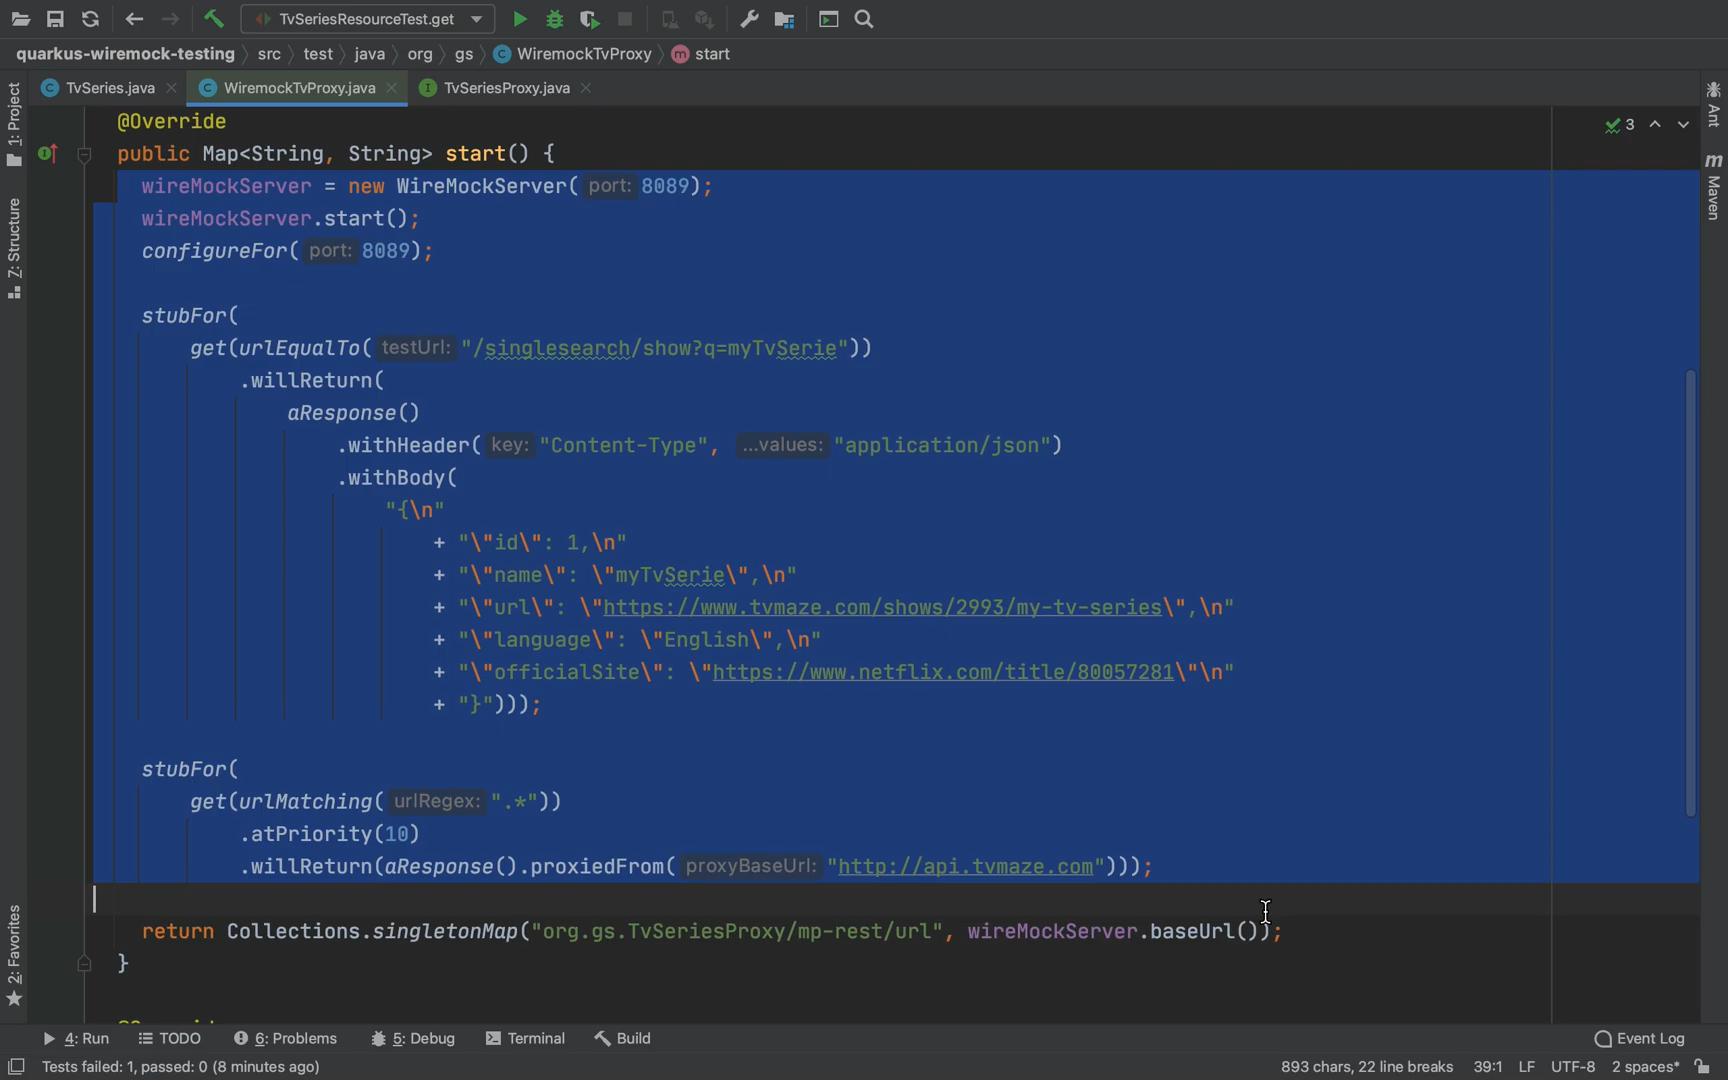 TvSeriesResourceTest.get
quarkus-wiremock-testing src test java org gs WiremockTvProxy start
TvSeries.java WiremockTvProxy.java TvSeriesProxy.java
1: Project
7: Structure
2: Favorites
Ant
Maven
3
@Override
public Map<String, String> start() {
wireMockServer = new WireMockServer( port: 8089);
wireMockServer.start();
configureFor( port: 8089);
stubFor(
get(urlEqualTo( testUrl: "/singlesearch/show?q=myTvSerie"))
.willReturn(
aResponse()
.withHeader( key: "Content-Type", ...values: "application/json")
.withBody(
"{\n"
+ "\"id\": 1,\n"
+ "\"name\": \"myTvSerie\",\n"
+ "\"url\": \"https://www.tvmaze.com/shows/2993/my-tv-series\",\n"
+ "\"language\": \"English\",\n"
+ "\"officialSite\": \"https://www.netflix.com/title/80057281\"\n"
+ "}")));
stubFor(
get(urlMatching( urlRegex: ".*"))
.atPriority(10)
.willReturn(aResponse().proxiedFrom( proxyBaseUrl: "http://api.tvmaze.com")));
return Collections.singletonMap("org.gs.TvSeriesProxy/mp-rest/url", wireMockServer.baseUrl());
}
4: Run TODO 6: Problems 5: Debug Terminal Build Event Log
Tests failed: 1, passed: 0 (8 minutes ago) 893 chars, 22 line breaks 39:1 LF UTF-8 2 spaces*